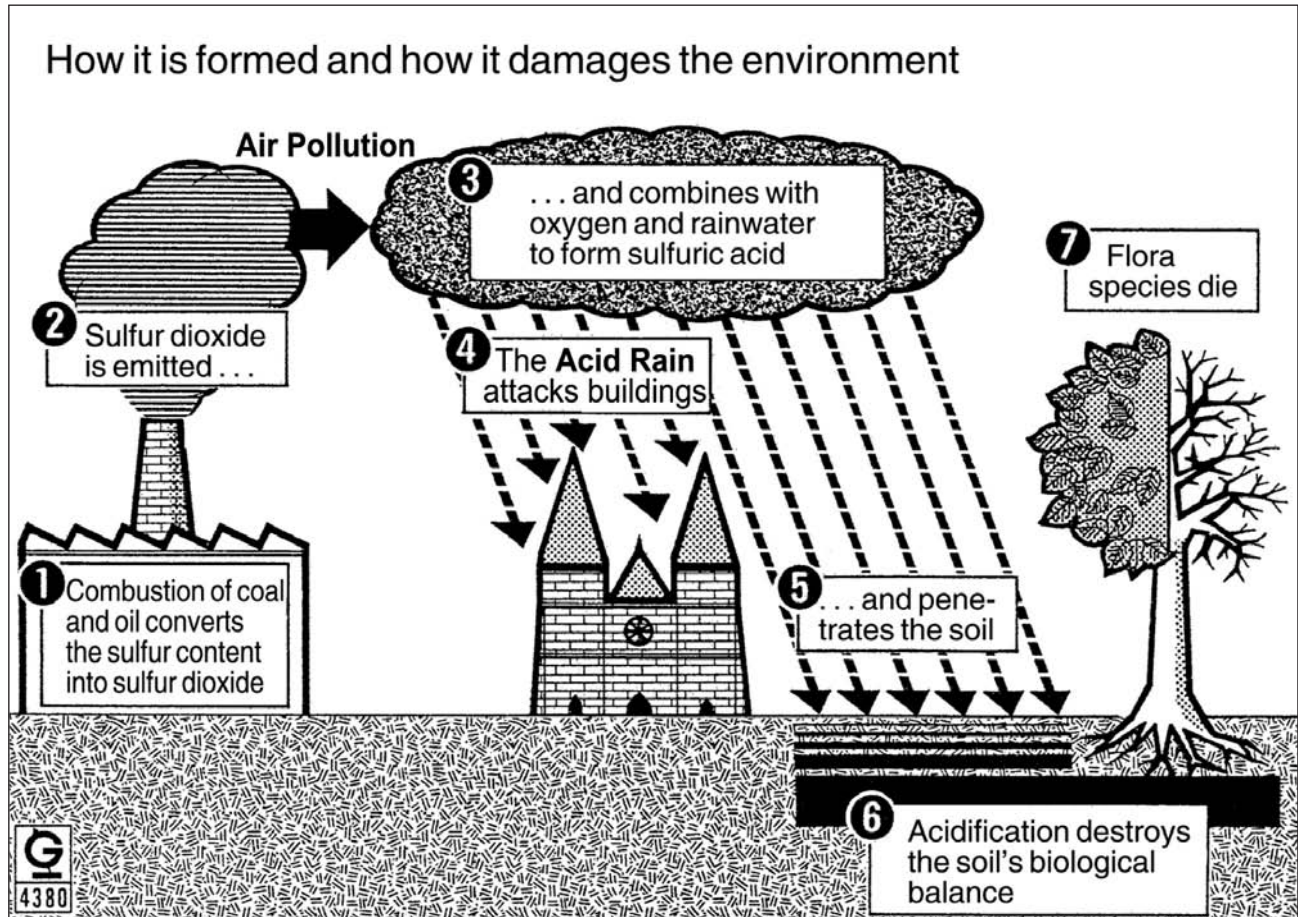 How it is formed and how it damages the environment
Air Pollution
1 Combustion of coal
and oil converts
the sulfur content
into sulfur dioxide
2 Sulfur dioxide
is emitted . . .
3 . . . and combines with
oxygen and rainwater
to form sulfuric acid
4 The Acid Rain
attacks buildings
5 . . . and pene-
trates the soil
6 Acidification destroys
the soil's biological
balance
7 Flora
species die
G
4380